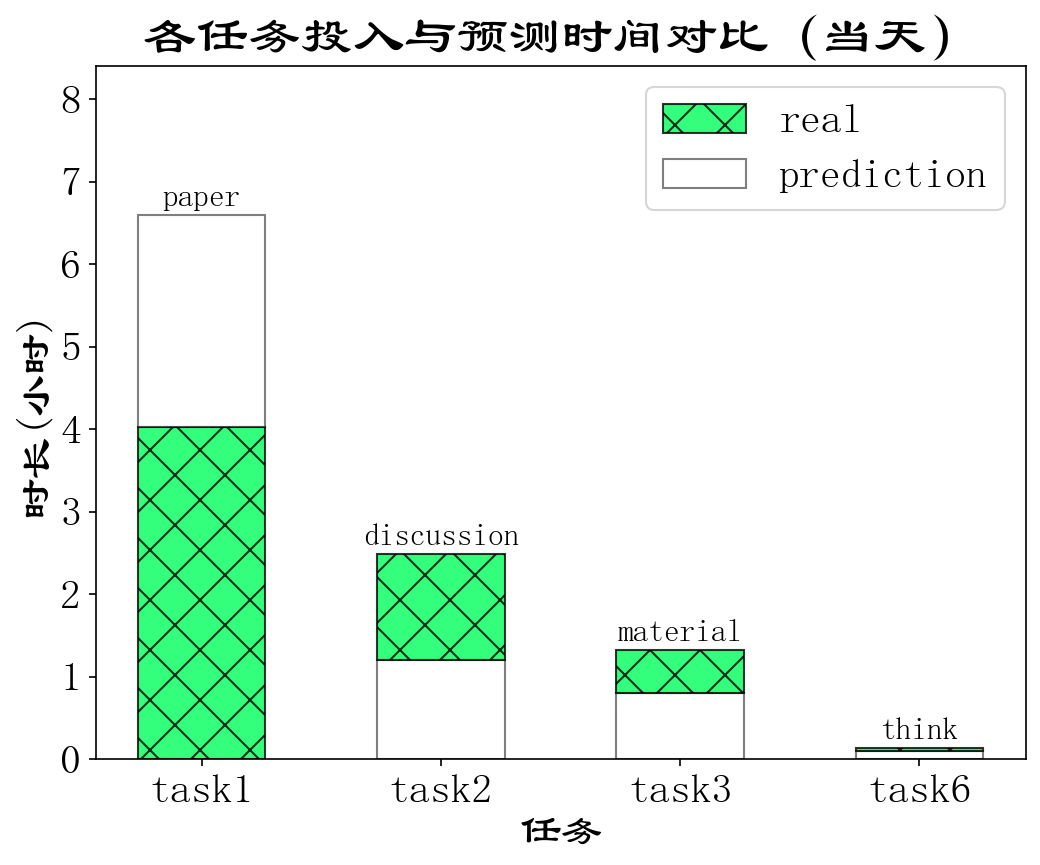 各任务投入与预测时间对比 (当天)
real
prediction
时长(小时)
8
7
6
5
4
3
2
1
0
paper
discussion
material
think
task1
task2
task3
task6
任务